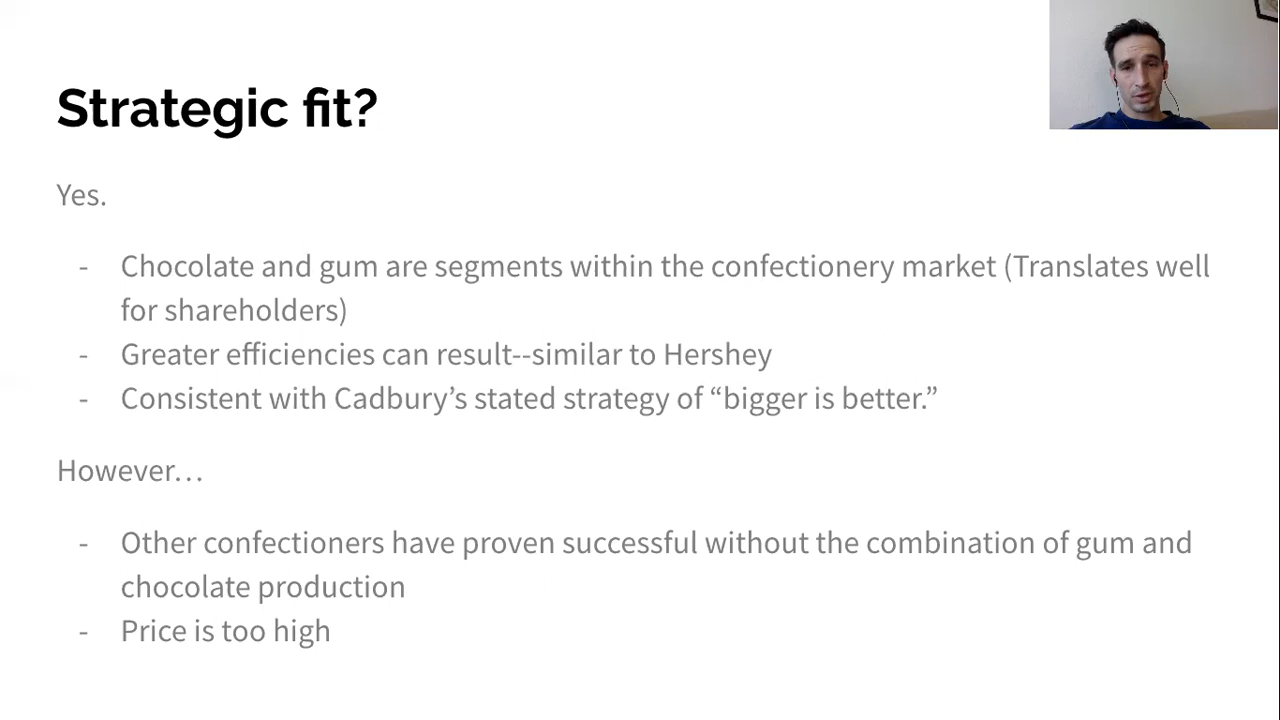 Strategic fit?
Yes.
- Chocolate and gum are segments within the confectionery market (Translates well
for shareholders)
- Greater efficiencies can result--similar to Hershey
- Consistent with Cadbury’s stated strategy of “bigger is better.”
However…
- Other confectioners have proven successful without the combination of gum and
chocolate production
- Price is too high